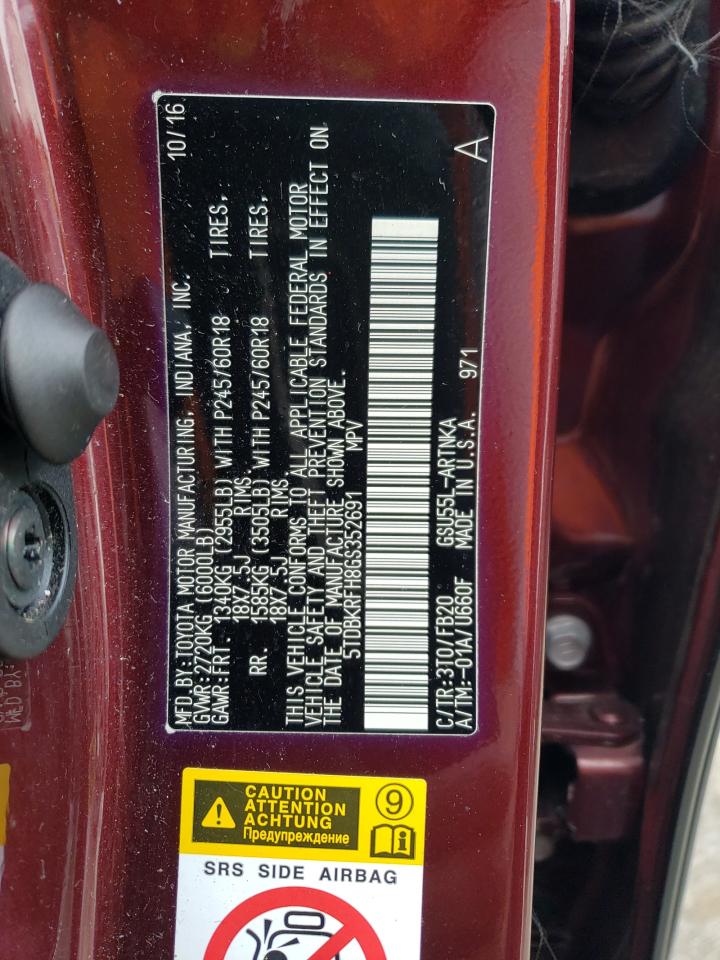 MFD.BY:TOYOTA MOTOR MANUFACTURING, INDIANA, INC. 10/16
GVWR:2720KG(6000LB)
GAWR:FRT. 1340KG (2955LB) WITH P245/60R18 TIRES,
18X7.5J RIMS
RR. 1585KG (3505LB) WITH P245/60R18 TIRES,
18X7.5J RIMS
THIS VEHICLE CONFORMS TO ALL APPLICABLE FEDERAL MOTOR
VEHICLE SAFETY AND THEFT PREVENTION STANDARDS IN EFFECT ON
THE DATE OF MANUFACTURE SHOWN ABOVE.
5TDBKRFH8GS352691 MPV
C/TR:3T0/FB20 GSU55L-ARTNKA A
A/TM:-01A/U660F MADE IN U.S.A. 971
CAUTION
ATTENTION
ACHTUNG
Предупреждение
9
SRS SIDE AIRBAG